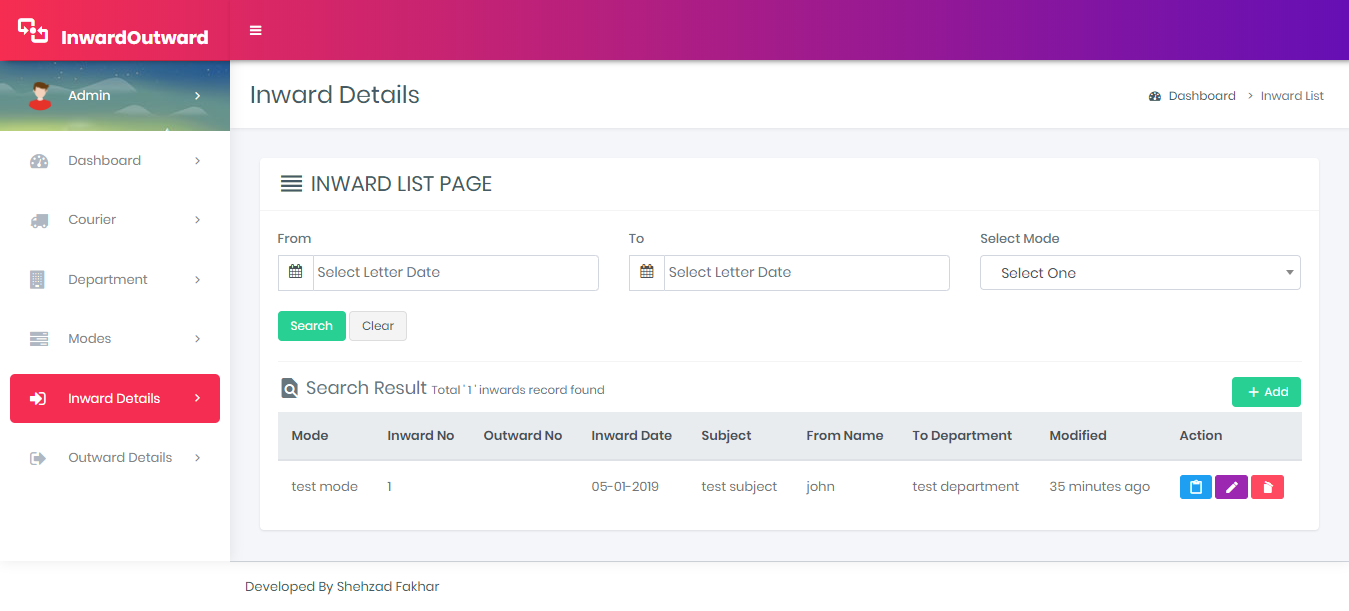 InwardOutward
Admin
Inward Details
Dashboard > Inward List
Dashboard
Courier
Department
Modes
Inward Details
Outward Details
INWARD LIST PAGE
From To Select Mode
Select Letter Date Select Letter Date Select One
Search Clear
Search Result Total ' 1 ' inwards record found
+ Add
Mode Inward No Outward No Inward Date Subject From Name To Department Modified Action
test mode 1 05-01-2019 test subject john test department 35 minutes ago
Developed By Shehzad Fakhar